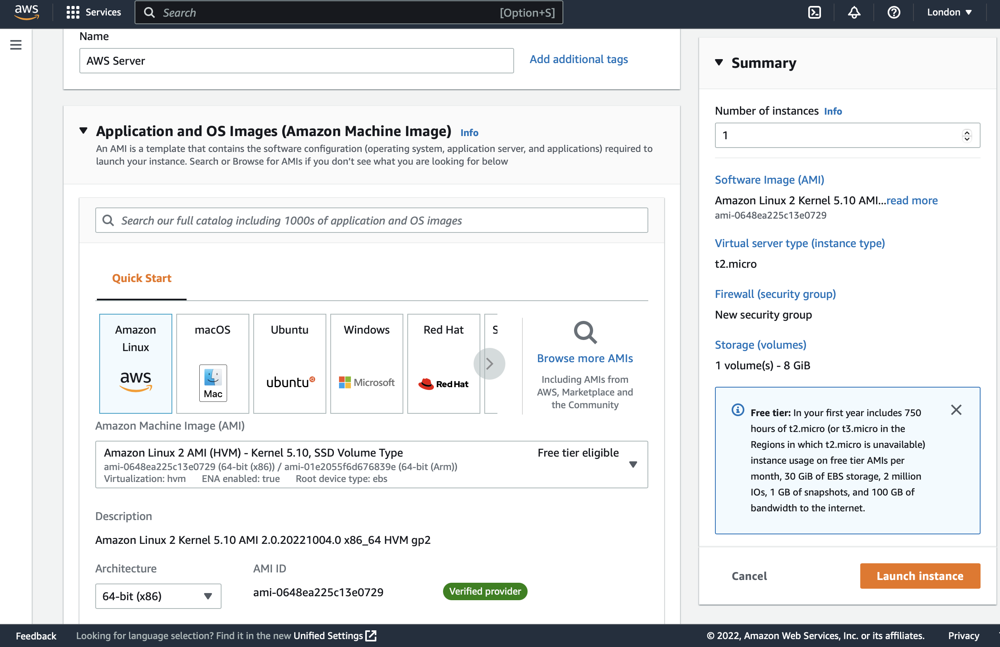 aws
Services
Search
[Option+S]
London
Name
AWS Server
Add additional tags
Application and OS Images (Amazon Machine Image) Info
An AMI is a template that contains the software configuration (operating system, application server, and applications) required to
launch your instance. Search or Browse for AMIs if you don’t see what you are looking for below
Search our full catalog including 1000s of application and OS images
Quick Start
Amazon
Linux
aws
macOS
Mac
Ubuntu
ubuntu
Windows
Microsoft
Red Hat
Red Hat
S
Browse more AMIs
Including AMIs from
AWS, Marketplace and
the Community
Amazon Machine Image (AMI)
Amazon Linux 2 AMI (HVM) - Kernel 5.10, SSD Volume Type
Free tier eligible
ami-0648ea225c13e0729 (64-bit (x86)) / ami-01e2055f6d676839e (64-bit (Arm))
Virtualization: hvm ENA enabled: true Root device type: ebs
Description
Amazon Linux 2 Kernel 5.10 AMI 2.0.20221004.0 x86_64 HVM gp2
Architecture
64-bit (x86)
AMI ID
ami-0648ea225c13e0729
Verified provider
Summary
Number of instances Info
1
Software Image (AMI)
Amazon Linux 2 Kernel 5.10 AMI...read more
ami-0648ea225c13e0729
Virtual server type (instance type)
t2.micro
Firewall (security group)
New security group
Storage (volumes)
1 volume(s) - 8 GiB
Free tier: In your first year includes 750
hours of t2.micro (or t3.micro in the
Regions in which t2.micro is unavailable)
instance usage on free tier AMIs per
month, 30 GiB of EBS storage, 2 million
IOs, 1 GB of snapshots, and 100 GB of
bandwidth to the internet.
Cancel
Launch instance
Feedback
Looking for language selection? Find it in the new Unified Settings
© 2022, Amazon Web Services, Inc. or its affiliates.
Privacy